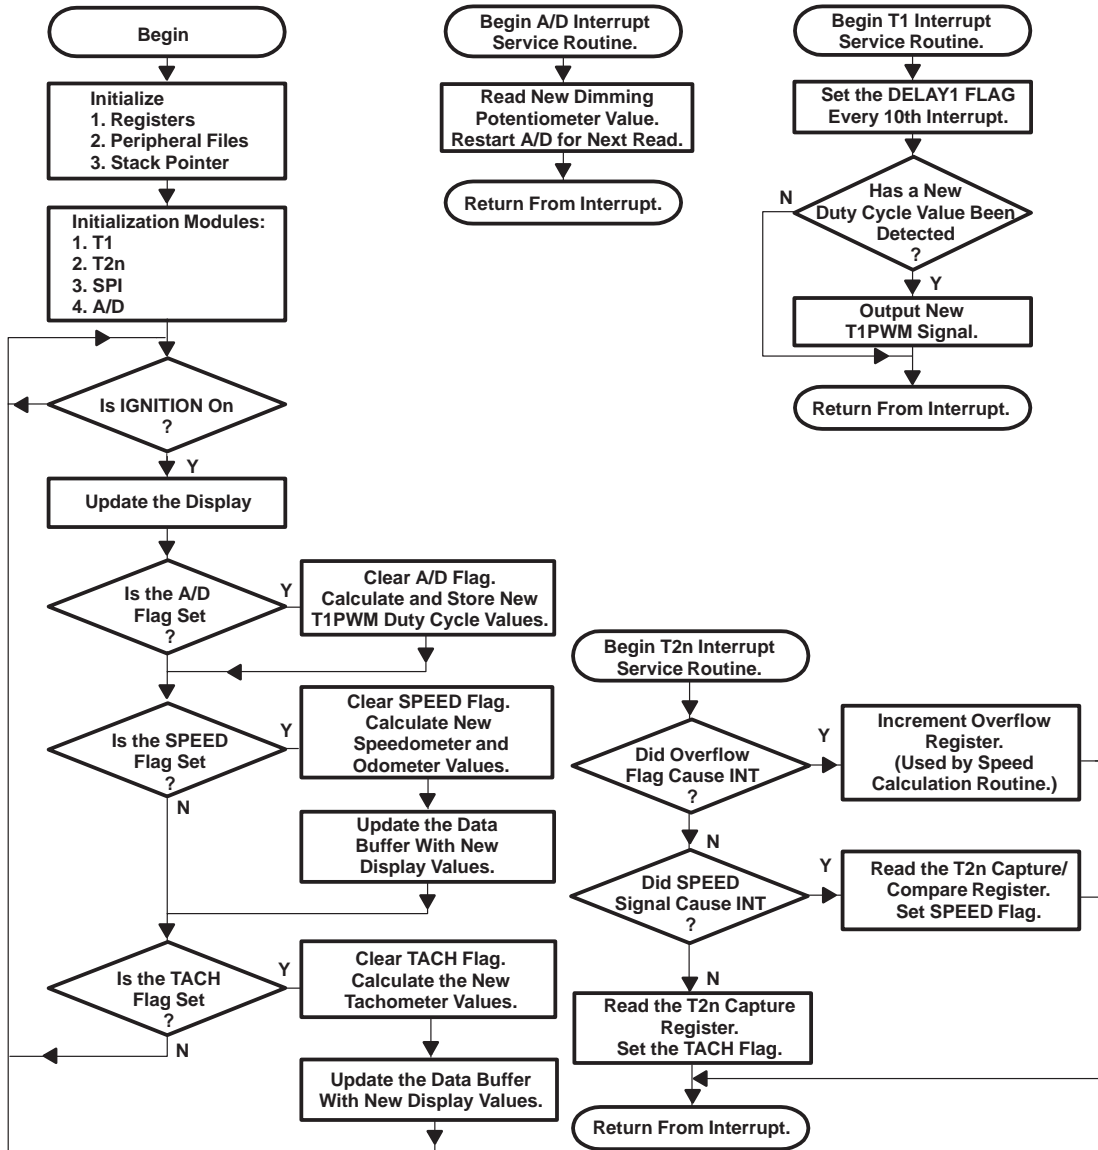 Begin
Initialize
1. Registers
2. Peripheral Files
3. Stack Pointer
Initialization Modules:
1. T1
2. T2n
3. SPI
4. A/D
Is IGNITION On
?
Y
Update the Display
Is the A/D
Flag Set
?
Y
Clear A/D Flag.
Calculate and Store New
T1PWM Duty Cycle Values.
Is the SPEED
Flag Set
?
Y
N
Clear SPEED Flag.
Calculate New
Speedometer and
Odometer Values.
Update the Data
Buffer With New
Display Values.
Is the TACH
Flag Set
?
Y
N
Clear TACH Flag.
Calculate the New
Tachometer Values.
Update the Data Buffer
With New Display Values.
Begin A/D Interrupt
Service Routine.
Read New Dimming
Potentiometer Value.
Restart A/D for Next Read.
Return From Interrupt.
Begin T1 Interrupt
Service Routine.
Set the DELAY1 FLAG
Every 10th Interrupt.
N
Has a New
Duty Cycle Value Been
Detected
?
Y
Output New
T1PWM Signal.
Return From Interrupt.
Begin T2n Interrupt
Service Routine.
Did Overflow
Flag Cause INT
?
Y
N
Increment Overflow
Register.
(Used by Speed
Calculation Routine.)
Did SPEED
Signal Cause INT
?
Y
N
Read the T2n Capture/
Compare Register.
Set SPEED Flag.
Read the T2n Capture
Register.
Set the TACH Flag.
Return From Interrupt.